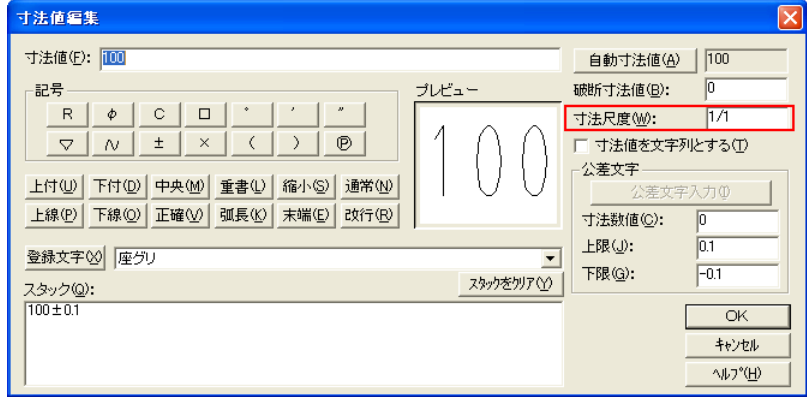 寸法値編集
寸法値(F): 100
自動寸法値(A) 100
破断寸法値(B): 0
寸法尺度(W): 1/1
寸法値を文字列とする(T)
記号
R φ C □ ° ′ ″
▽ ∿ ± × ( ) Ⓟ
プレビュー
100
上付(U) 下付(D) 中央(M) 重書(L) 縮小(S) 通常(N)
上線(P) 下線(O) 正確(V) 弧長(K) 末端(E) 改行(R)
公差文字
公差文字入力(I)
寸法数値(C): 0
上限(J): 0.1
下限(G): -0.1
登録文字(X) 座グリ
スタック(Q): スタックをクリア(Y)
100±0.1
OK
キャンセル
ヘルプ(H)